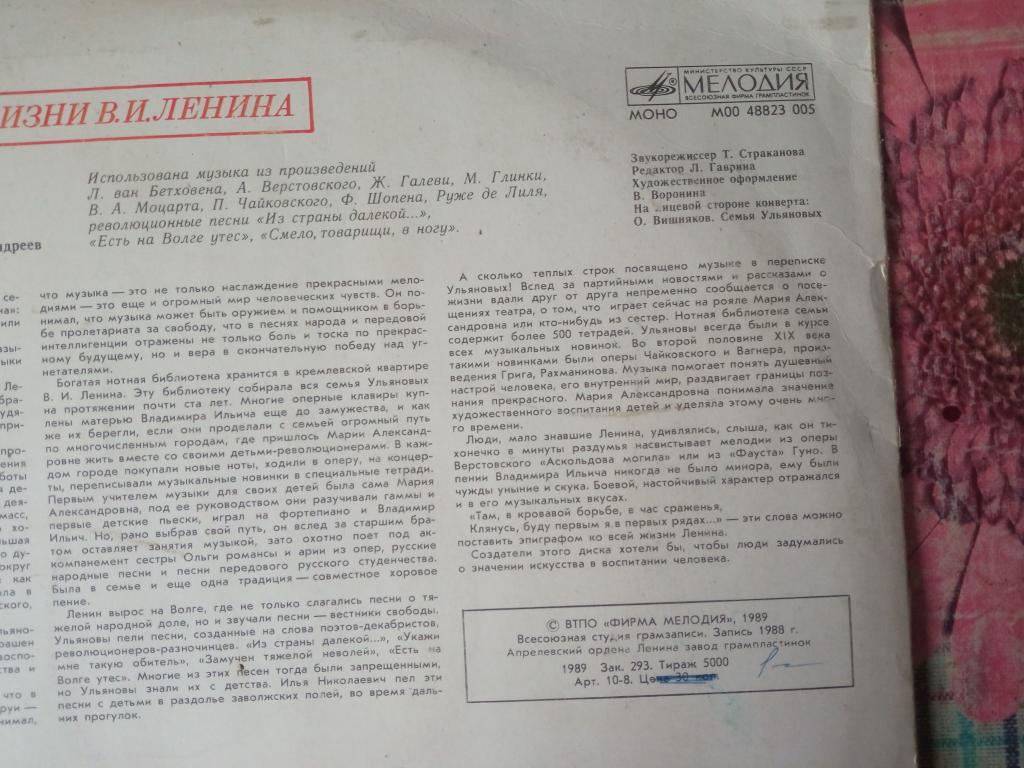 ИЗНИ В.И.ЛЕНИНА
МИНИСТЕРСТВО КУЛЬТУРЫ СССР
МЕЛОДИЯ
ВСЕСОЮЗНАЯ ФИРМА ГРАМПЛАСТИНОК
МОНО М00 48823 005
Использована музыка из произведений
Л. ван Бетховена, А. Верстовского, Ж. Галеви, М. Глинки,
В. А. Моцарта, П. Чайковского, Ф. Шопена, Руже де Лиля,
революционные песни «Из страны далекой...»,
«Есть на Волге утес», «Смело, товарищи, в ногу».
Звукорежиссер Т. Страканова
Редактор Л. Гаврина
Художественное оформление
В. Воронина
На лицевой стороне конверта:
О. Вишняков. Семья Ульяновых
ндреев
что музыка — это не только наслаждение прекрасными мело-
диями — это еще и огромный мир человеческих чувств. Он по-
нимал, что музыка может быть оружием и помощником в борь-
бе пролетариата за свободу, что в песнях народа и передовой
интеллигенции отражены не только боль и тоска по прекрас-
ному будущему, но и вера в окончательную победу над уг-
нетателями.
Богатая нотная библиотека хранится в кремлевской квартире
В. И. Ленина. Эту библиотеку собирала вся семья Ульяновых
на протяжении почти ста лет. Многие оперные клавиры куп-
лены матерью Владимира Ильича еще до замужества, и как
же их берегли, если они проделали с семьей огромный путь
по многочисленным городам, где пришлось Марии Александ-
ровне жить вместе со своими детьми-революционерами. В каж-
дом городе покупали новые ноты, ходили в оперу, на концер-
ты, переписывали музыкальные новинки в специальные тетради.
Первым учителем музыки для своих детей была сама Мария
Александровна, под ее руководством они разучивали гаммы и
первые детские пьески, играл на фортепиано и Владимир
Ильич. Но, рано выбрав свой путь, он вслед за старшим бра-
том оставляет занятия музыкой, зато охотно поет под ак-
компанемент сестры Ольги романсы и арии из опер, русские
народные песни и песни передового русского студенчества.
Была в семье и еще одна традиция — совместное хоровое
пение.
Ленин вырос на Волге, где не только слагались песни о тя-
желой народной доле, но и звучали песни — вестники свободы.
Ульяновы пели песни, созданные на слова поэтов-декабристов,
революционеров-разночинцев. «Из страны далекой...», «Укажи
мне такую обитель», «Замучен тяжелой неволей», «Есть на
Волге утес». Многие из этих песен тогда были запрещенными,
но Ульяновы знали их с детства. Илья Николаевич пел эти
песни с детьми в раздолье заволжских полей, во время даль-
них прогулок.
А сколько теплых строк посвящено музыке в переписке
Ульяновых! Вслед за партийными новостями и рассказами о
жизни вдали друг от друга непременно сообщается о посе-
щениях театра, о том, что играет сейчас на рояле Мария Алек-
сандровна или кто-нибудь из сестер. Нотная библиотека семьи
содержит более 500 тетрадей. Ульяновы всегда были в курсе
всех музыкальных новинок. Во второй половине XIX века
такими новинками были оперы Чайковского и Вагнера, произ-
ведения Грига, Рахманинова. Музыка помогает понять душевный
настрой человека, его внутренний мир, раздвигает границы поз-
нания прекрасного. Мария Александровна понимала значение
художественного воспитания детей и уделяла этому очень мно-
го времени.
Люди, мало знавшие Ленина, удивлялись, слыша, как он ти-
хонечко в минуты раздумья насвистывает мелодии из оперы
Верстовского «Аскольдова могила» или из «Фауста» Гуно. В
пении Владимира Ильича никогда не было минора, ему были
чужды уныние и скука. Боевой, настойчивый характер отражался
и в его музыкальных вкусах.
«Там, в кровавой борьбе, в час сраженья,
Клянусь, буду первым я в первых рядах...» — эти слова можно
поставить эпиграфом ко всей жизни Ленина.
Создатели этого диска хотели бы, чтобы люди задумались
о значении искусства в воспитании человека.
© ВТПО «ФИРМА МЕЛОДИЯ», 1989
Всесоюзная студия грамзаписи. Запись 1988 г.
Апрелевский ордена Ленина завод грампластинок
1989 Зак. 293. Тираж 5000
Арт. 10-8. Цена 30 коп.